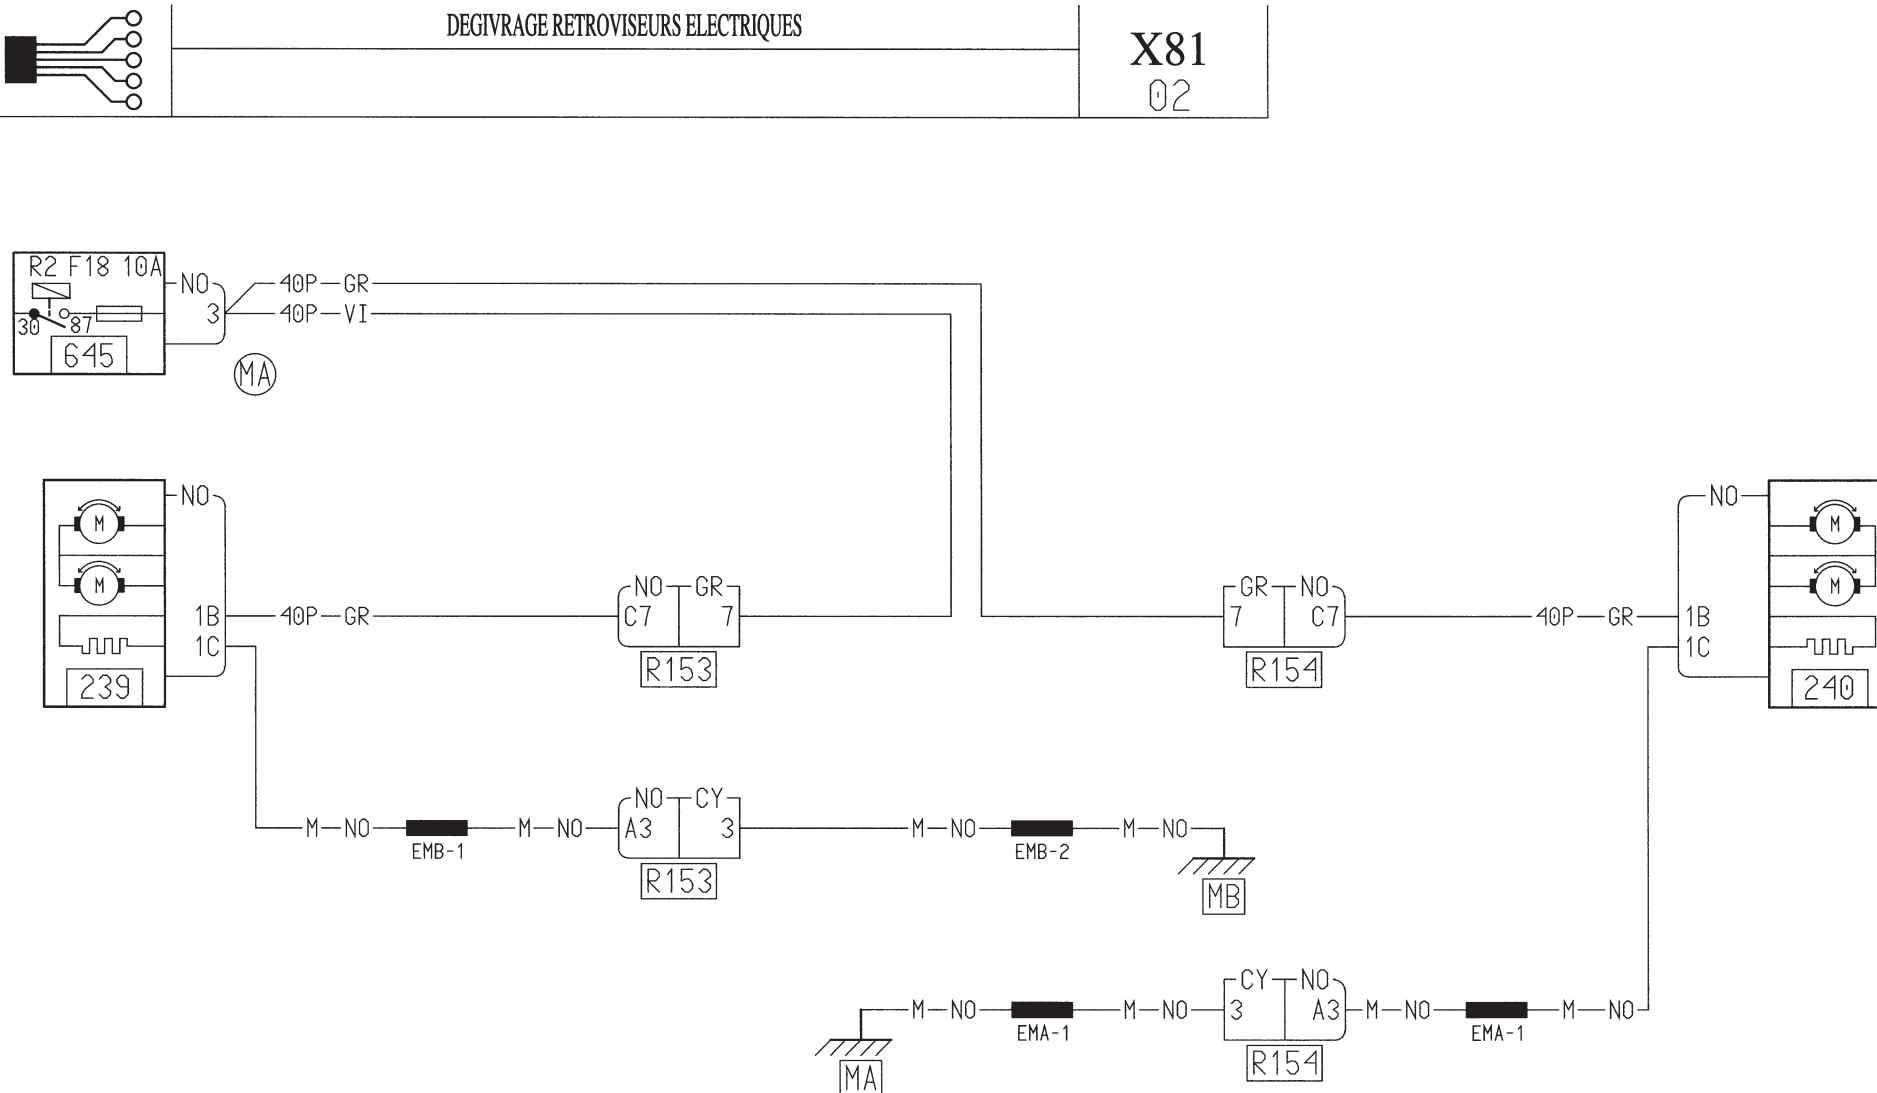 DEGIVRAGE RETROVISEURS ELECTRIQUES
X81
02
R2 F18 10A
NO
40P GR
3
40P VI
30
87
645
MA
NO
NO
M
M
M
M
NO GR
GR NO
1B
40P GR
C7
7
7
C7
40P GR
1B
1C
1C
R153
R154
239
240
NO CY
M NO
M NO
A3
3
M NO
M NO
EMB-1
EMB-2
R153
MB
CY NO
M NO
M NO
3
A3
M NO
M NO
EMA-1
EMA-1
R154
MA